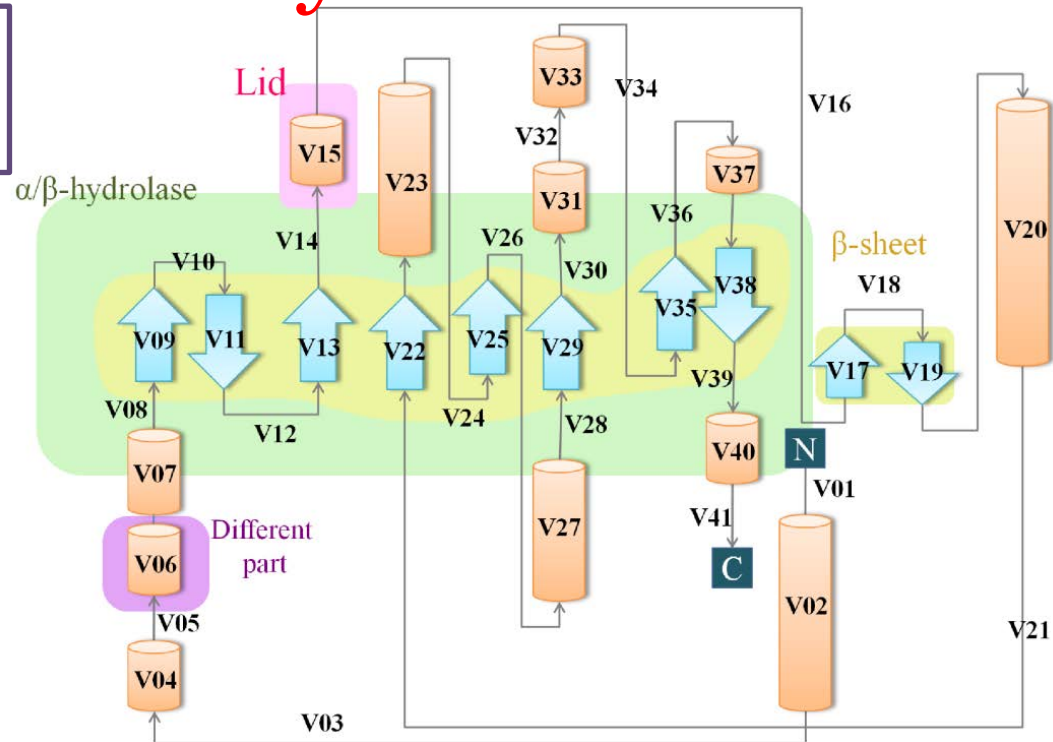 y
Lid
α/β-hydrolase
β-sheet
Different
part
N
C
V01
V02
V03
V04
V05
V06
V07
V08
V09
V10
V11
V12
V13
V14
V15
V16
V17
V18
V19
V20
V21
V22
V23
V24
V25
V26
V27
V28
V29
V30
V31
V32
V33
V34
V35
V36
V37
V38
V39
V40
V41